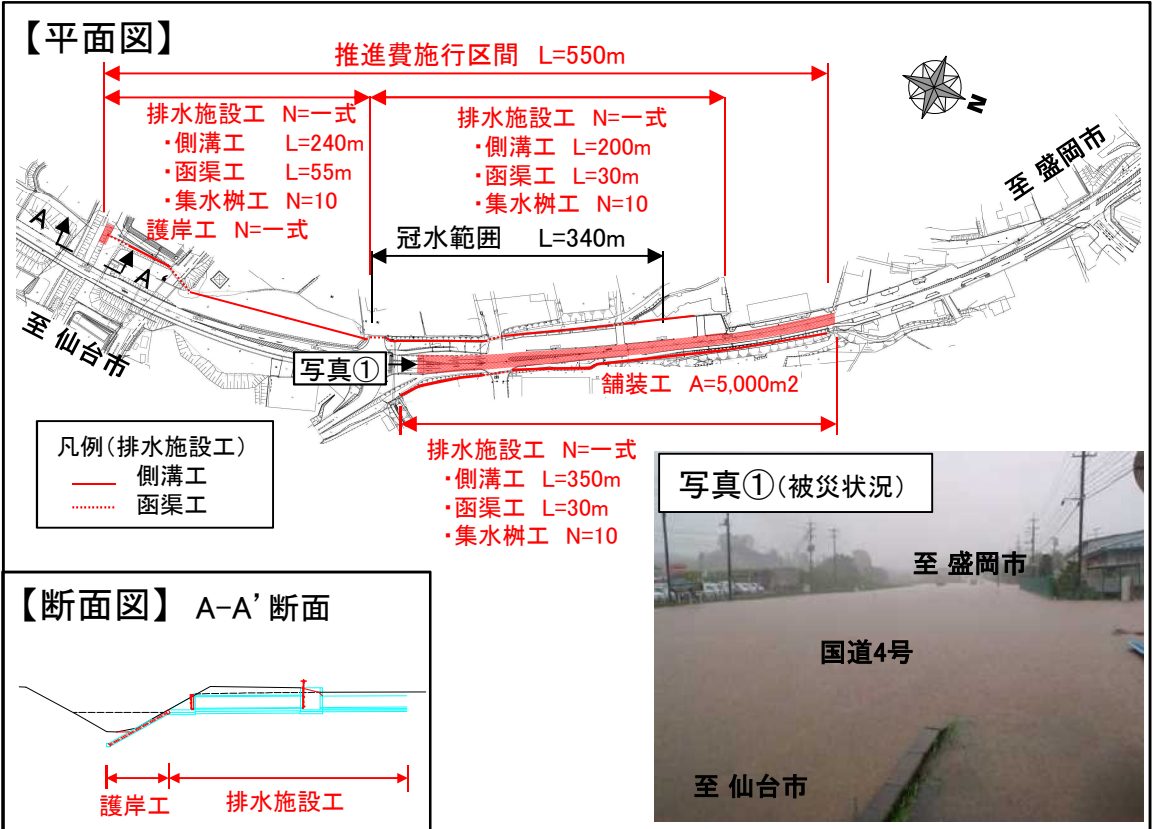 【平面図】
推進費施行区間 L=550m
排水施設工 N=一式
・側溝工 L=240m
・函渠工 L=55m
・集水桝工 N=10
護岸工 N=一式
排水施設工 N=一式
・側溝工 L=200m
・函渠工 L=30m
・集水桝工 N=10
冠水範囲 L=340m
N
至 盛岡市
A
A'
至 仙台市
写真①
舗装工 A=5,000m2
排水施設工 N=一式
・側溝工 L=350m
・函渠工 L=30m
・集水桝工 N=10
凡例(排水施設工)
側溝工
函渠工
写真①(被災状況)
至 盛岡市
国道4号
至 仙台市
【断面図】 A-A’断面
護岸工
排水施設工